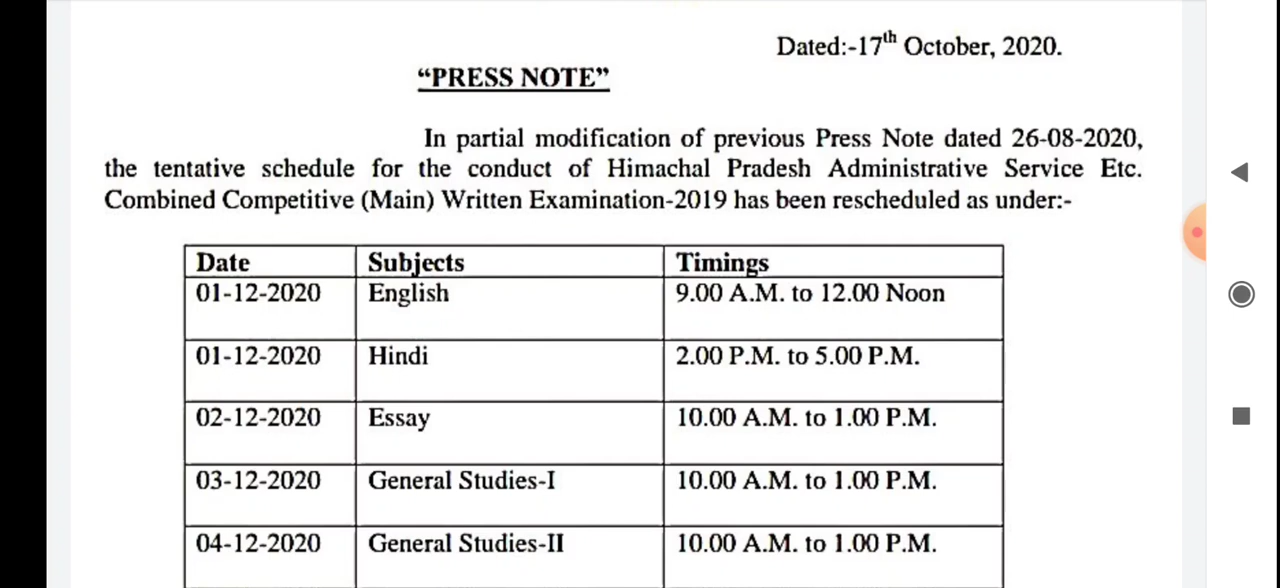 Dated:-17th October, 2020.
“PRESS NOTE”
In partial modification of previous Press Note dated 26-08-2020,
the tentative schedule for the conduct of Himachal Pradesh Administrative Service Etc.
Combined Competitive (Main) Written Examination-2019 has been rescheduled as under:-
Date Subjects Timings
01-12-2020 English 9.00 A.M. to 12.00 Noon
01-12-2020 Hindi 2.00 P.M. to 5.00 P.M.
02-12-2020 Essay 10.00 A.M. to 1.00 P.M.
03-12-2020 General Studies-I 10.00 A.M. to 1.00 P.M.
04-12-2020 General Studies-II 10.00 A.M. to 1.00 P.M.